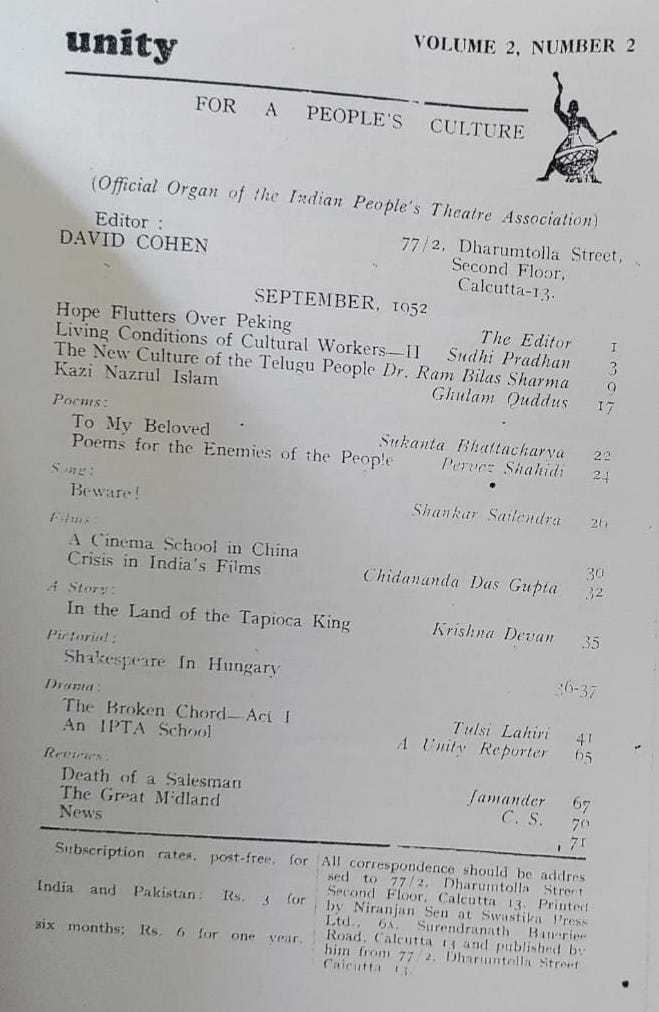 unity VOLUME 2, NUMBER 2
FOR A PEOPLE'S CULTURE
(Official Organ of the Indian People's Theatre Association)
Editor :
DAVID COHEN
77/2, Dharumtolla Street,
Second Floor,
Calcutta-13.
SEPTEMBER, 1952
Hope Flutters Over Peking The Editor 1
Living Conditions of Cultural Workers—II Sudhi Pradhan 3
The New Culture of the Telugu People Dr. Ram Bilas Sharma 9
Kazi Nazrul Islam Ghulam Quddus 17
Poems:
To My Beloved Sukanta Bhattacharya 22
Poems for the Enemies of the People Pervez Shahidi 24
Song:
Beware! Shankar Sailendra 26
Films:
A Cinema School in China 30
Crisis in India's Films Chidananda Das Gupta 32
A Story:
In the Land of the Tapioca King Krishna Devan 35
Pictorial:
Shakespeare In Hungary 36-37
Drama:
The Broken Chord—Act I Tulsi Lahiri 41
An IPTA School A Unity Reporter 65
Reviews:
Death of a Salesman Jamander 67
The Great Midland C. S. 70
News 71
Subscription rates, post-free, for
India and Pakistan: Rs. 3 for
six months; Rs. 6 for one year.
All correspondence should be addres
sed to 77/2, Dharumtolla Street
Second Floor, Calcutta 13. Printed
by Niranjan Sen at Swastika Press
Ltd., 6A, Surendranath Banerjee
Road, Calcutta 13 and published by
him from 77/2, Dharumtolla Street
Calcutta 13.